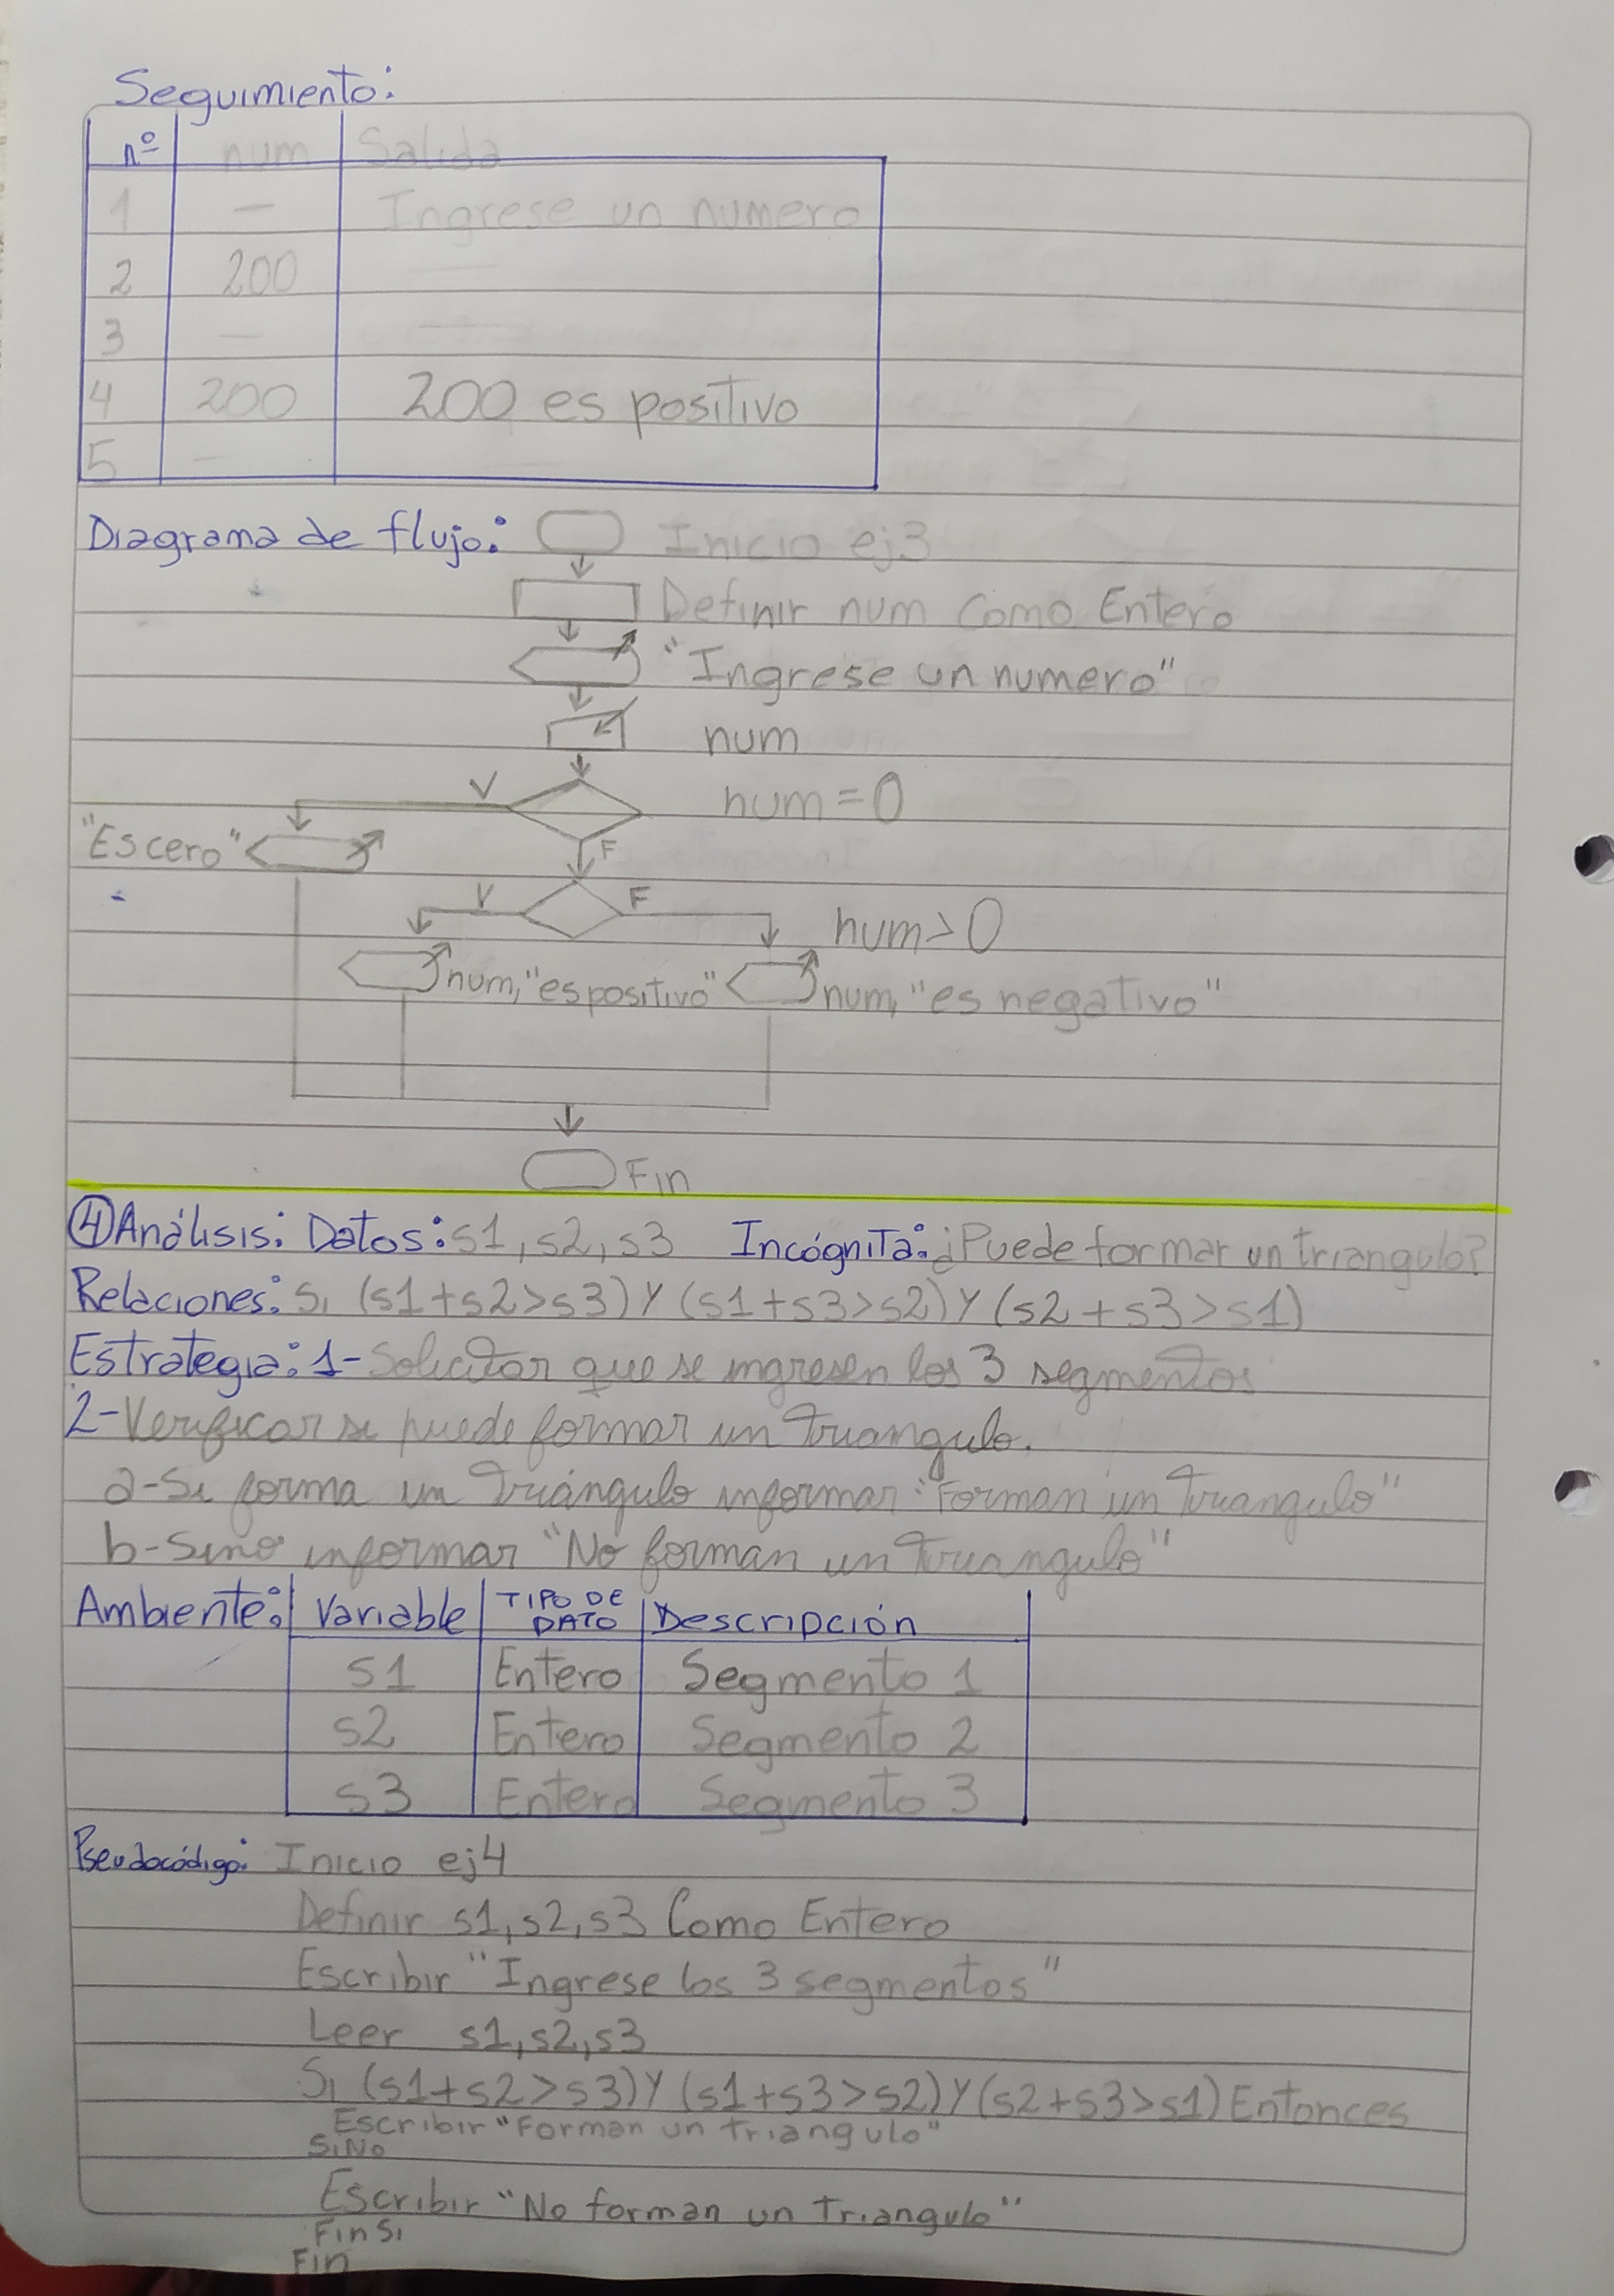 Seguimiento:
nº num Salida
1 — Ingrese un numero
2 200 —
3 — —
4 200 200 es positivo
5 —
Diagrama de flujo: Inicio ej3
Definir num Como Entero
"Ingrese un numero"
num
V num = 0
"Es cero" F
V F num > 0
num, "es positivo" num, "es negativo"
Fin
④ Análisis: Datos: s1, s2, s3 Incógnita: ¿Puede formar un triangulo?
Relaciones: Si (s1+s2>s3) Y (s1+s3>s2) Y (s2+s3>s1)
Estrategia: 1- Solicitar que se ingresen los 3 segmentos
2- Verificar si puede formar un triangulo.
a- Si forma un triángulo informar "Forman un triangulo"
b- Sino informar "No forman un triangulo"
Ambiente: Variable TIPO DE DATO Descripción
s1 Entero Segmento 1
s2 Entero Segmento 2
s3 Entero Segmento 3
Pseudocódigo: Inicio ej4
Definir s1, s2, s3 Como Entero
Escribir "Ingrese los 3 segmentos"
Leer s1, s2, s3
Si (s1+s2>s3) Y (s1+s3>s2) Y (s2+s3>s1) Entonces
Escribir "Forman un triangulo"
SiNo
Escribir "No forman un triangulo"
FinSi
Fin